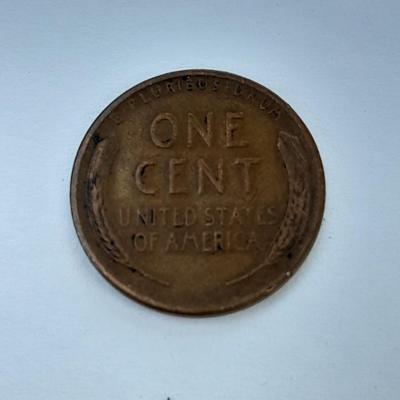 E·PLURIBUS·UNUM
ONE
CENT
UNITED STATES
OF AMERICA